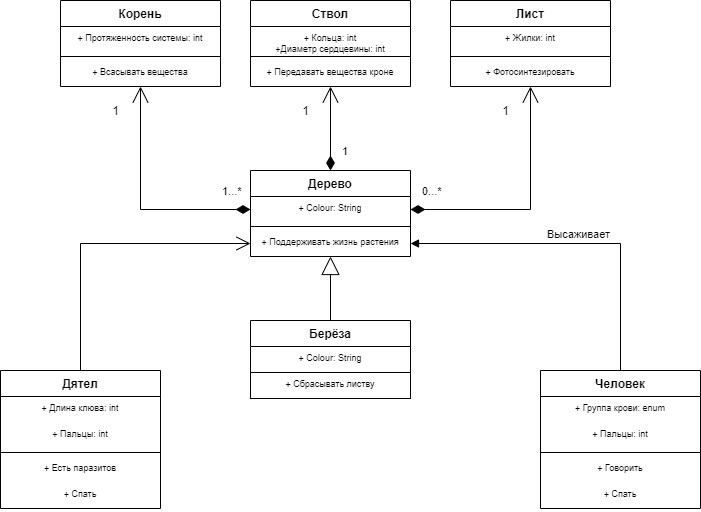 Корень
+ Протяженность системы: int
+ Всасывать вещества
Ствол
+ Кольца: int
+Диаметр сердцевины: int
+ Передавать вещества кроне
Лист
+ Жилки: int
+ Фотосинтезировать
1
1
1
1
1...*
0...*
Дерево
+ Colour: String
+ Поддерживать жизнь растения
Высаживает
Берёза
+ Colour: String
+ Сбрасывать листву
Дятел
+ Длина клюва: int
+ Пальцы: int
+ Есть паразитов
+ Спать
Человек
+ Группа крови: enum
+ Пальцы: int
+ Говорить
+ Спать